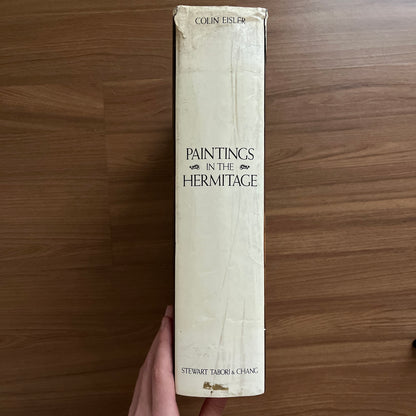 COLIN EISLER
PAINTINGS
IN THE
HERMITAGE
STEWART TABORI & CHANG